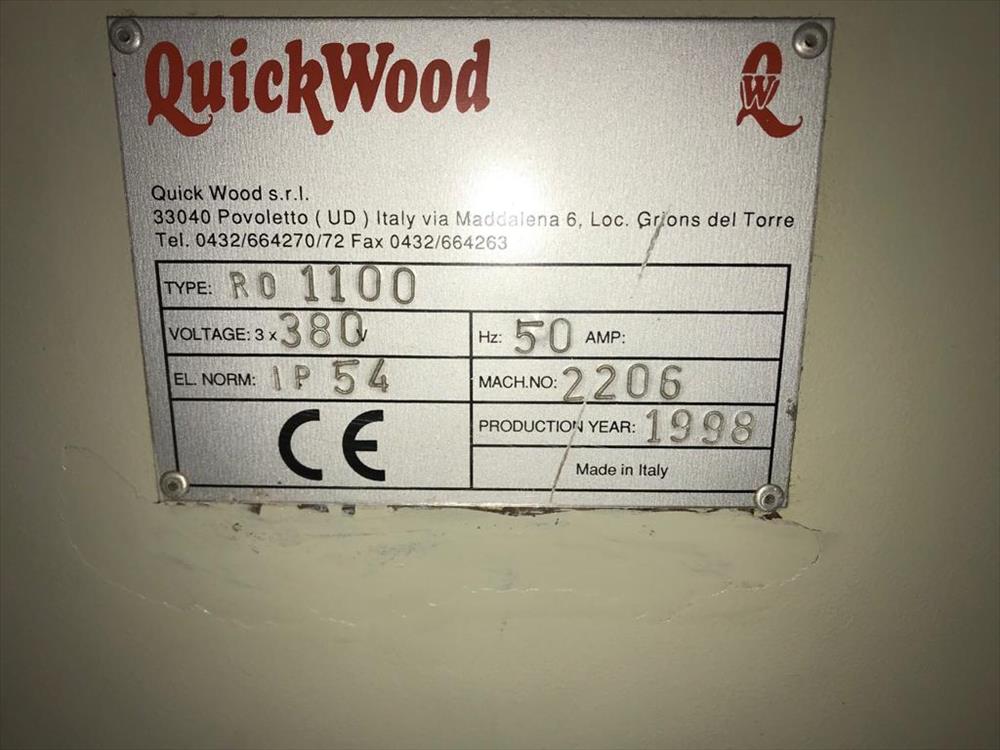 QuickWood
QW
Quick Wood s.r.l.
33040 Povoletto ( UD ) Italy via Maddalena 6, Loc. Grions del Torre
Tel. 0432/664270/72 Fax 0432/664263
TYPE: RO 1100
VOLTAGE: 3 x 380 V
Hz: 50 AMP:
EL. NORM: IP 54
MACH.NO: 2206
CE
PRODUCTION YEAR: 1998
Made in Italy